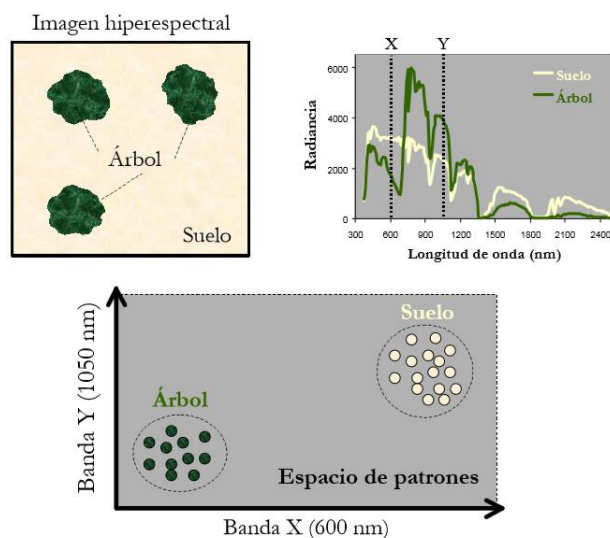 Imagen hiperespectral
Árbol
Suelo
X Y
Suelo
Árbol
Radiancia
6000
4000
2000
0
300 600 900 1200 1500 1800 2100 2400
Longitud de onda (nm)
Suelo
Árbol
Espacio de patrones
Banda Y (1050 nm)
Banda X (600 nm)